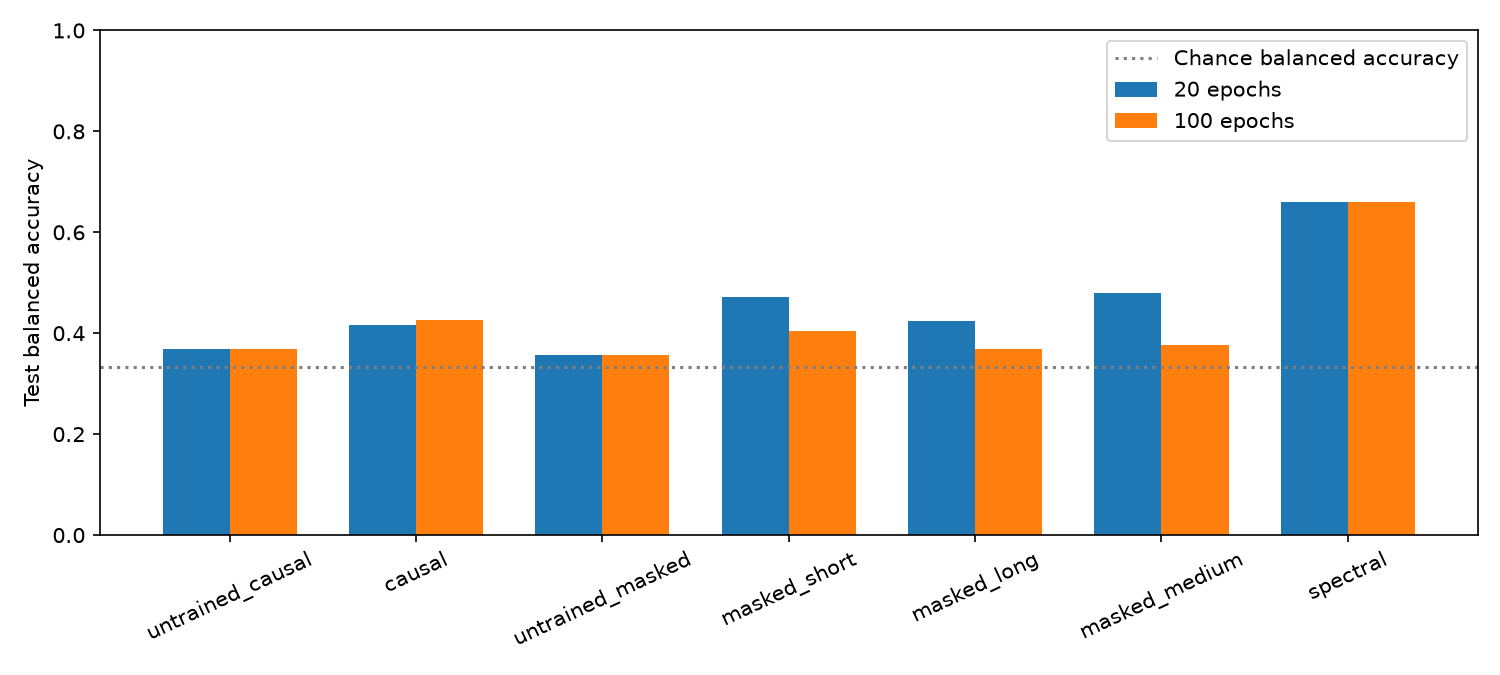 1.0
0.8
0.6
0.4
0.2
0.0
Test balanced accuracy
Chance balanced accuracy
20 epochs
100 epochs
untrained_causal
causal
untrained_masked
masked_short
masked_long
masked_medium
spectral